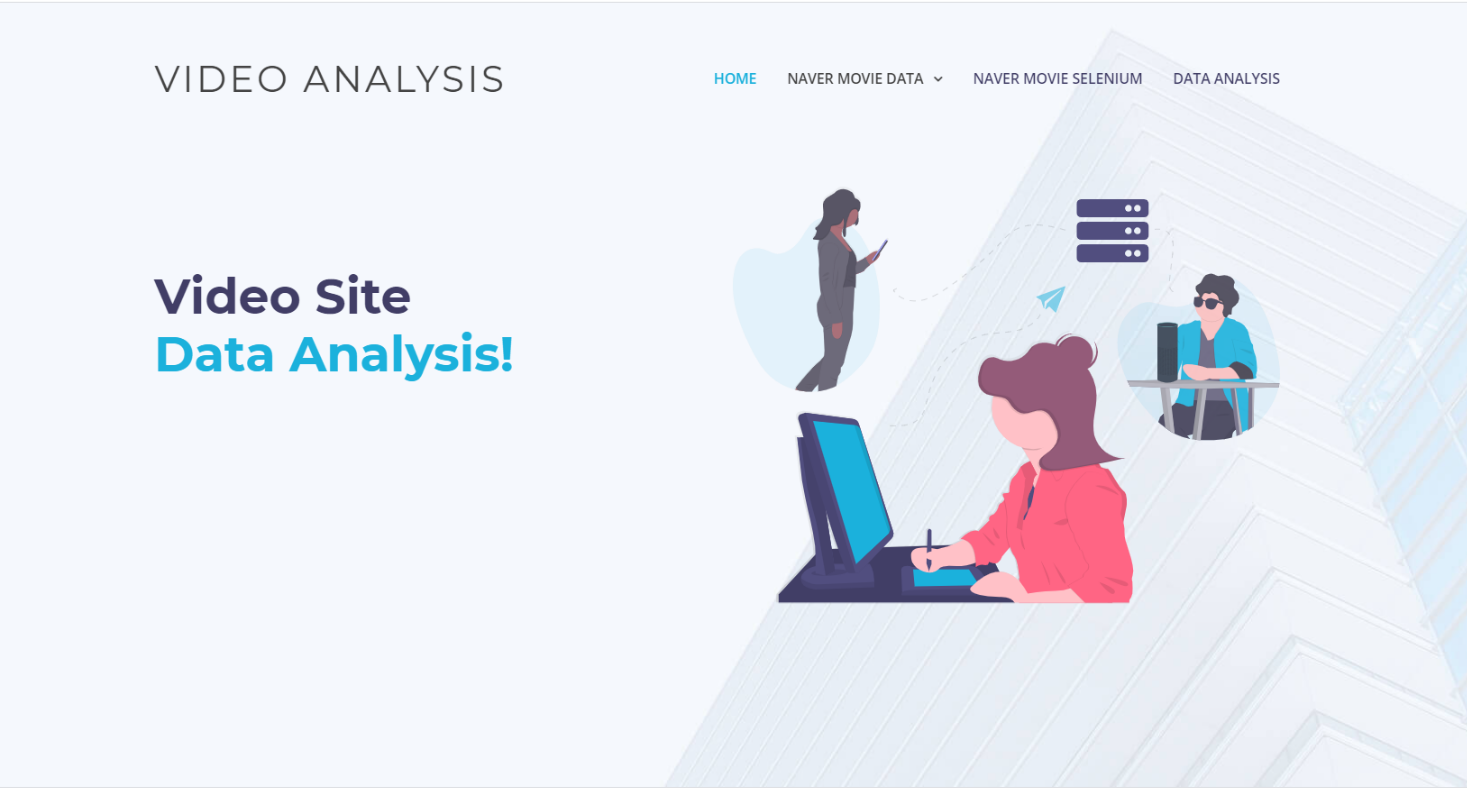 VIDEO ANALYSIS
HOME
NAVER MOVIE DATA
NAVER MOVIE SELENIUM
DATA ANALYSIS
Video Site
Data Analysis!